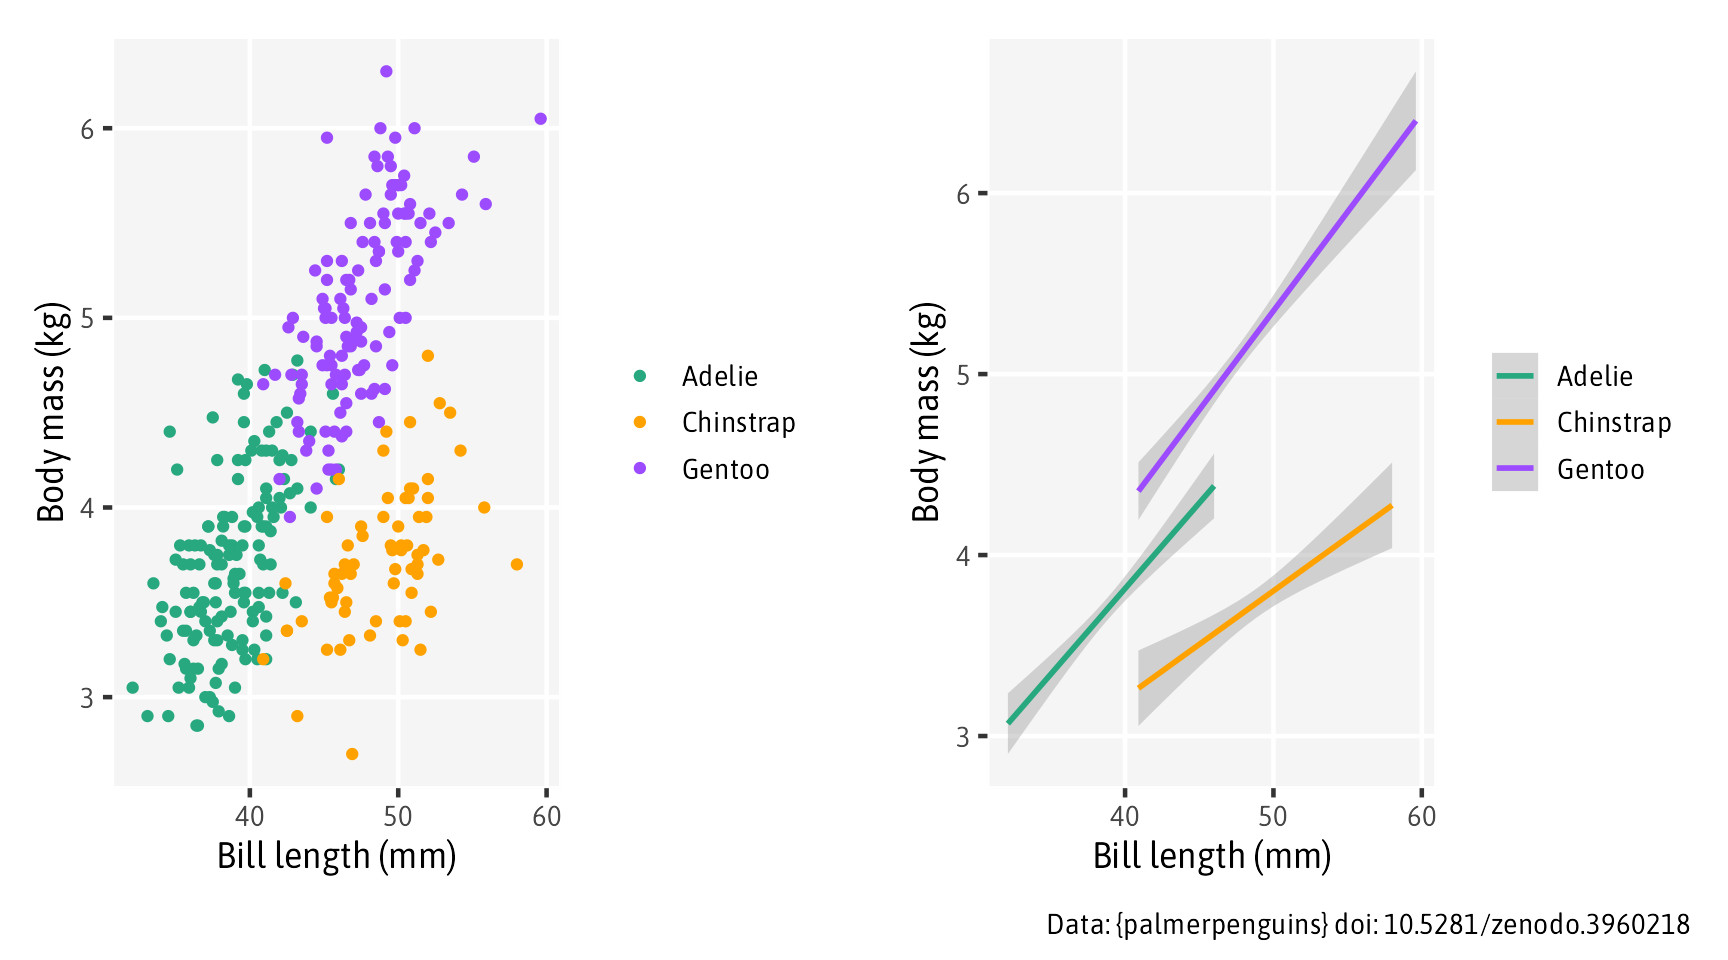 6
5
4
3
Body mass (kg)
40 50 60
Bill length (mm)
Adelie
Chinstrap
Gentoo
6
5
4
3
Body mass (kg)
40 50 60
Bill length (mm)
Adelie
Chinstrap
Gentoo
Data: {palmerpenguins} doi: 10.5281/zenodo.3960218